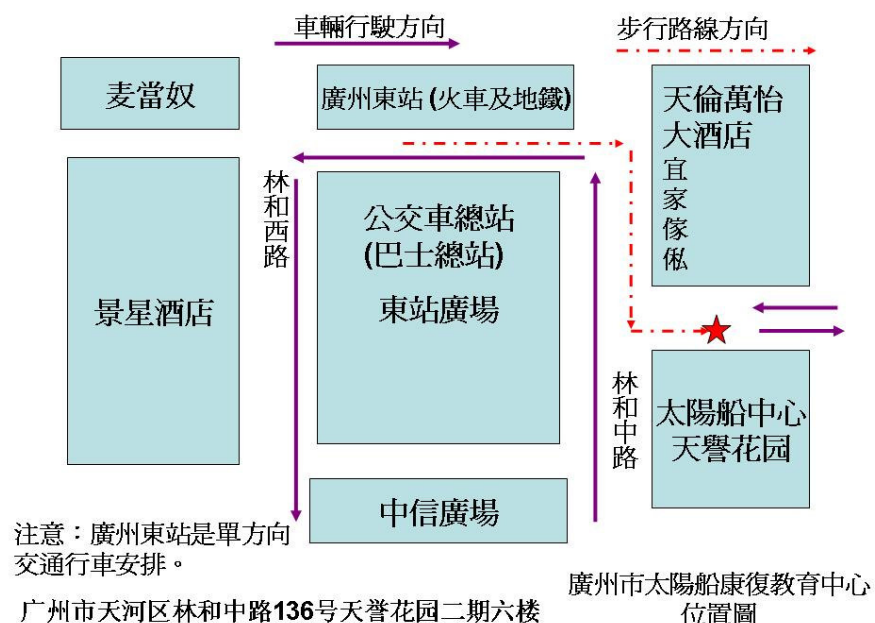 車輛行駛方向
步行路線方向
麦當奴
廣州東站 (火車及地鐵)
天倫萬怡
大酒店
宜
家
傢
俬
林
和
西
路
公交車總站
(巴士總站)
東站廣場
景星酒店
林
和
中
路
太陽船中心
天譽花园
中信廣場
注意：廣州東站是單方向
交通行車安排。
廣州市太陽船康復教育中心
位置圖
广州市天河区林和中路136号天誉花园二期六楼